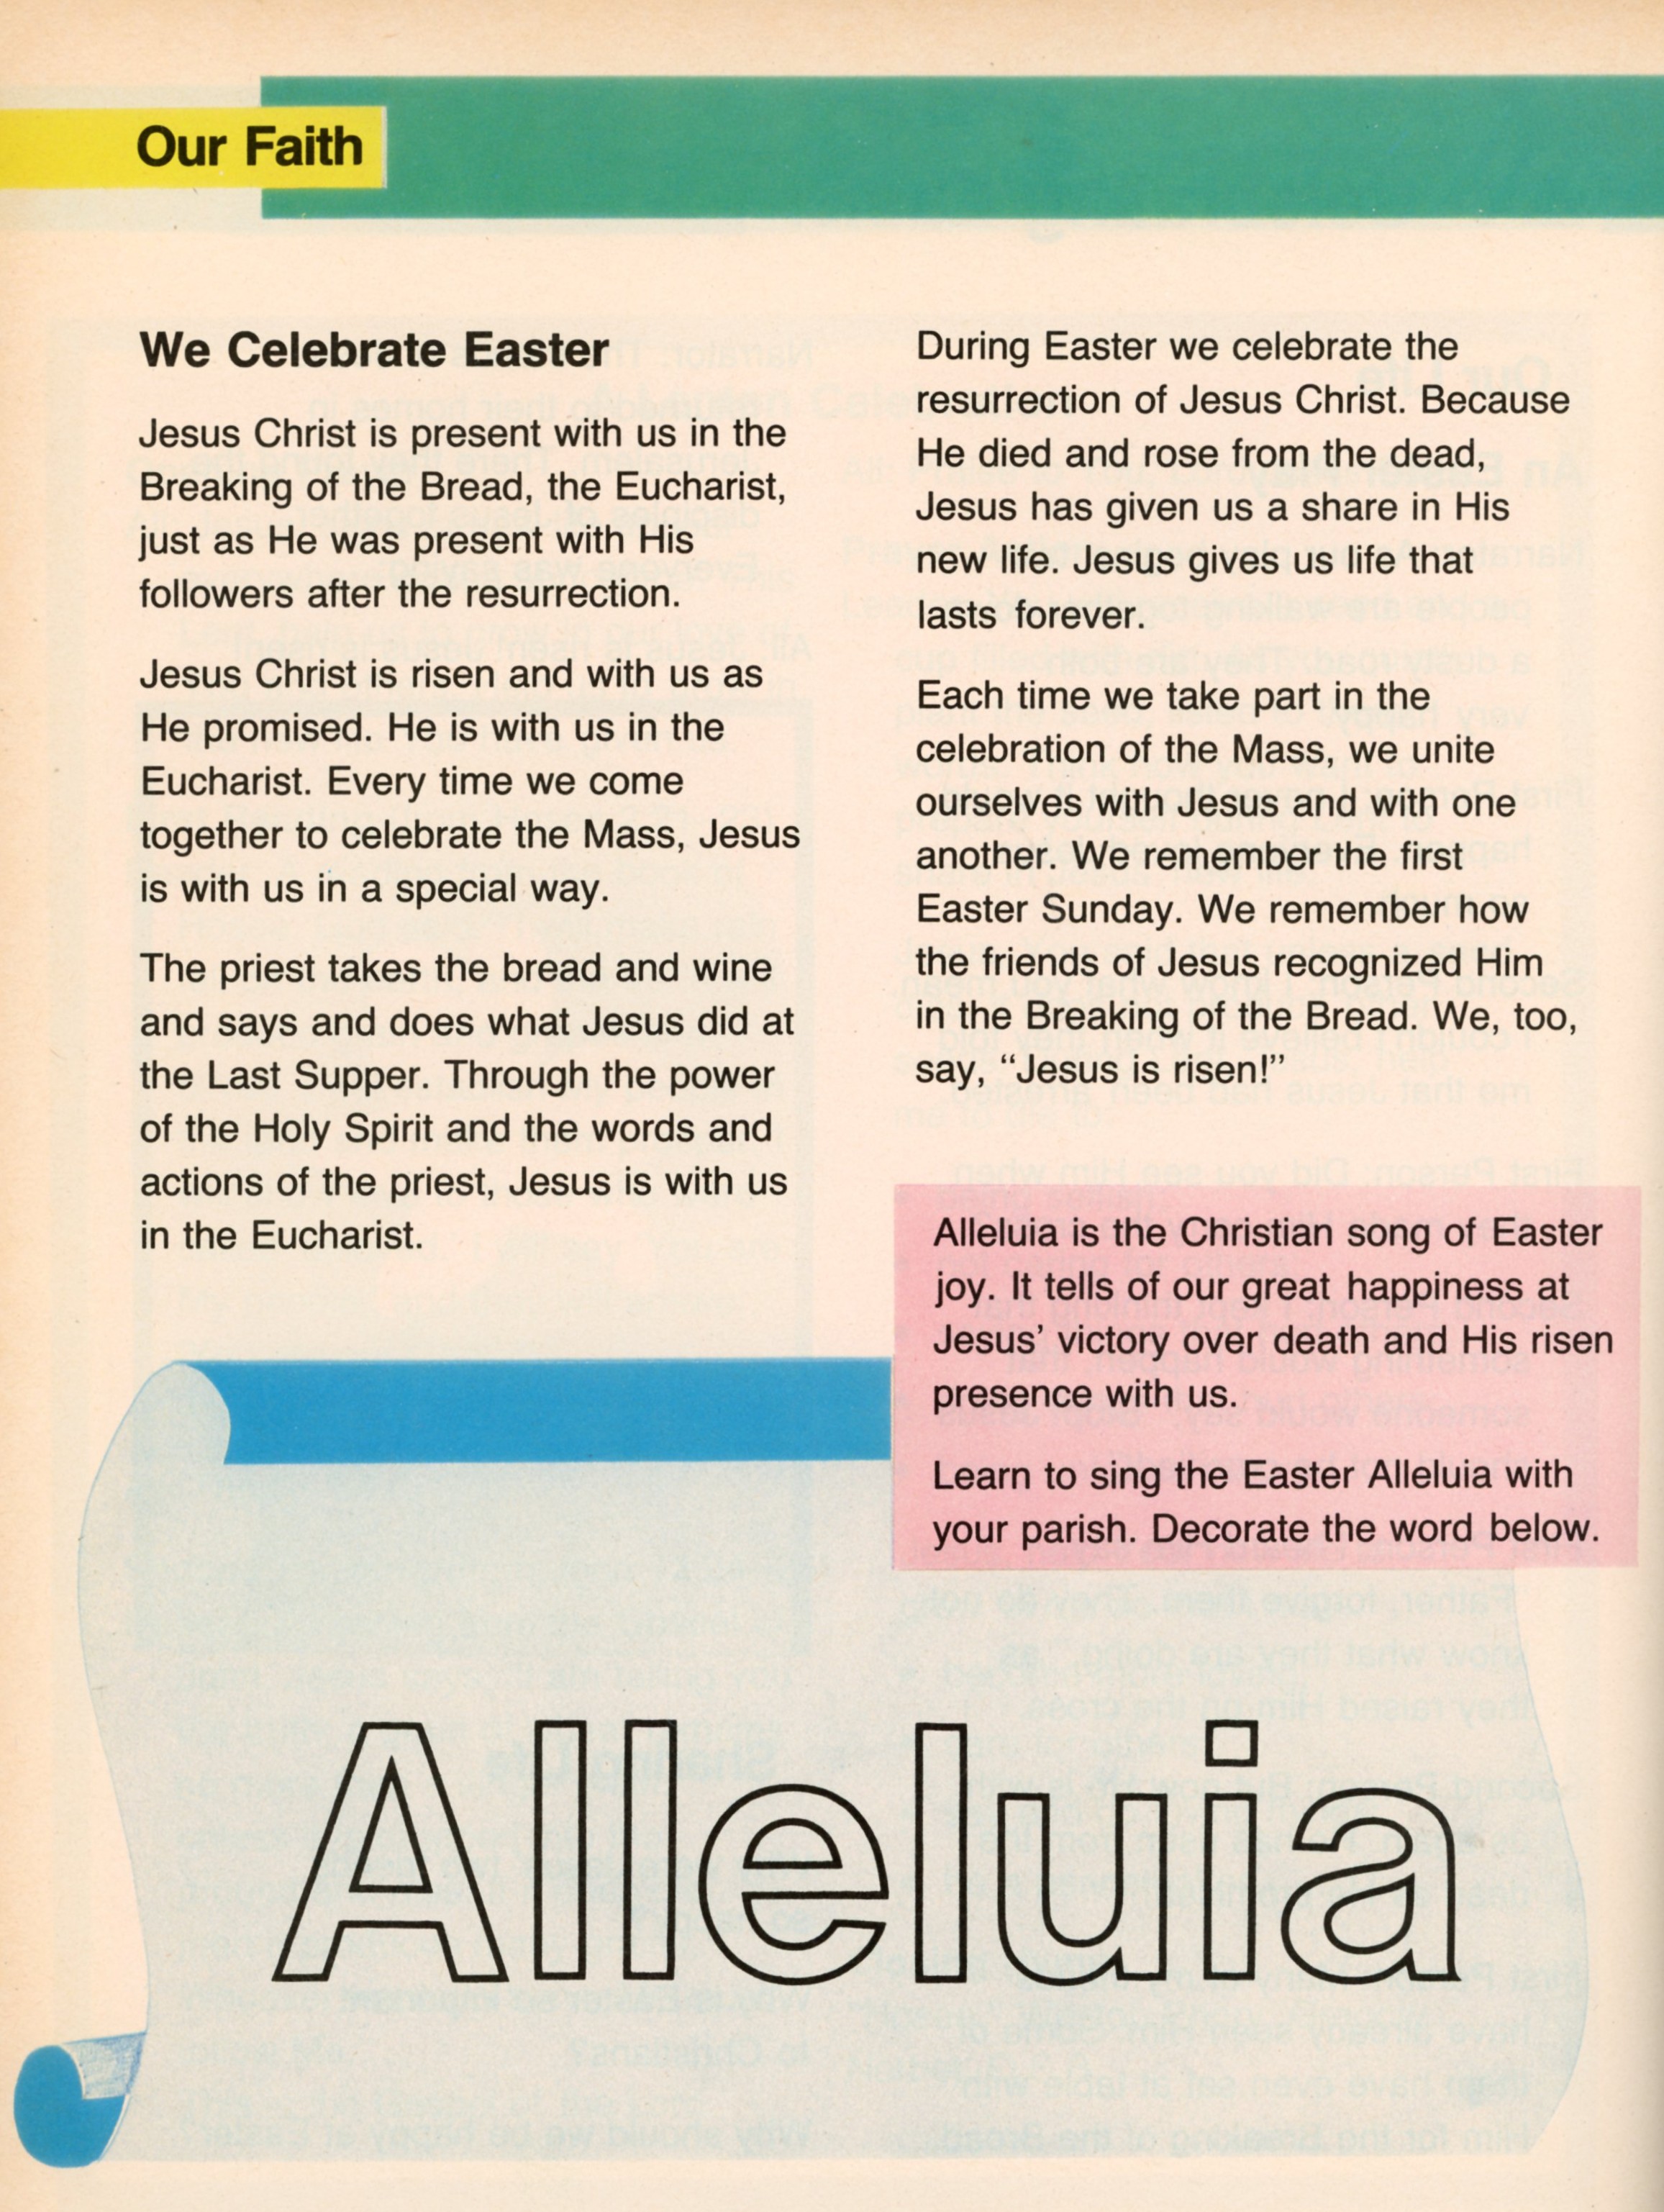 Our Faith
We Celebrate Easter
Jesus Christ is present with us in the
Breaking of the Bread, the Eucharist,
just as He was present with His
followers after the resurrection.
Jesus Christ is risen and with us as
He promised. He is with us in the
Eucharist. Every time we come
together to celebrate the Mass, Jesus
is with us in a special way.
The priest takes the bread and wine
and says and does what Jesus did at
the Last Supper. Through the power
of the Holy Spirit and the words and
actions of the priest, Jesus is with us
in the Eucharist.
During Easter we celebrate the
resurrection of Jesus Christ. Because
He died and rose from the dead,
Jesus has given us a share in His
new life. Jesus gives us life that
lasts forever.
Each time we take part in the
celebration of the Mass, we unite
ourselves with Jesus and with one
another. We remember the first
Easter Sunday. We remember how
the friends of Jesus recognized Him
in the Breaking of the Bread. We, too,
say, “Jesus is risen!”
Alleluia is the Christian song of Easter
joy. It tells of our great happiness at
Jesus’ victory over death and His risen
presence with us.
Learn to sing the Easter Alleluia with
your parish. Decorate the word below.
Alleluia